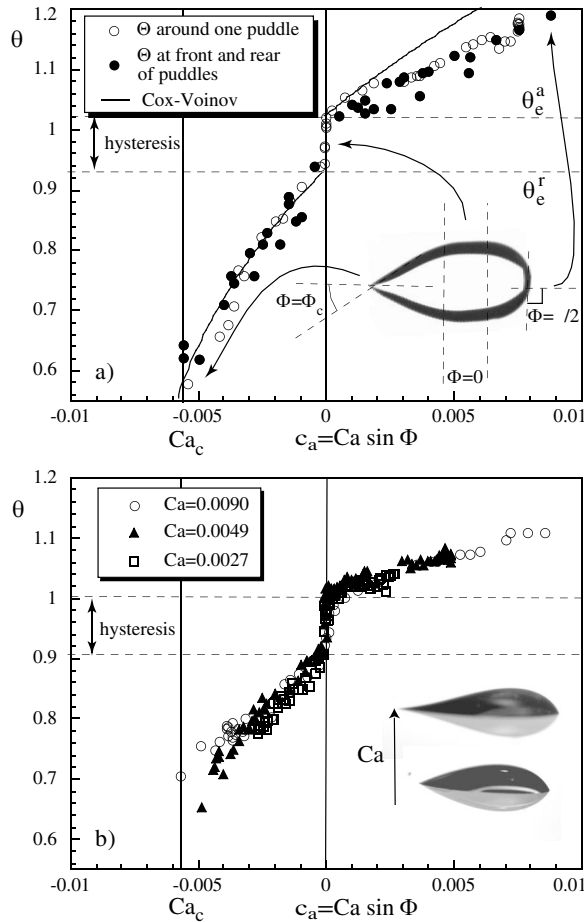 1.2
θ
1.1
1
0.9
0.8
0.7
0.6
Θ around one puddle
Θ at front and rear
of puddles
Cox-Voinov
hysteresis
θ_e^a
θ_e^r
Φ=Φ_c
Φ= /2
Φ=0
a)
-0.01
-0.005
0
0.005
0.01
Ca_c
c_a=Ca sin Φ
1.2
θ
1.1
1
0.9
0.8
0.7
0.6
Ca=0.0090
Ca=0.0049
Ca=0.0027
hysteresis
Ca
b)
-0.01
-0.005
0
0.005
0.01
Ca_c
c_a=Ca sin Φ